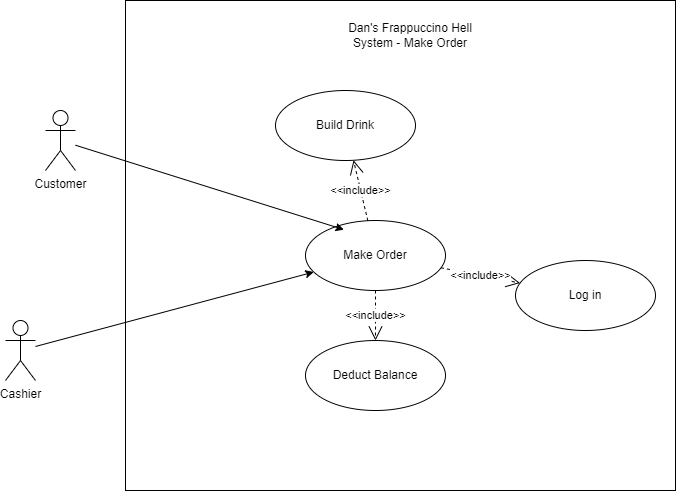 Dan's Frappuccino Hell
System - Make Order
Build Drink
Customer
<<include>>
Make Order
<<include>>
Log in
<<include>>
Deduct Balance
Cashier